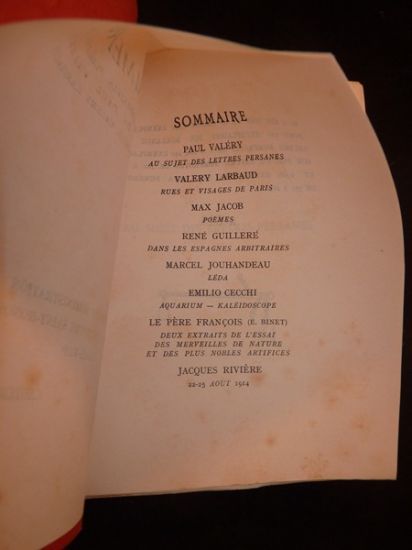 SOMMAIRE
PAUL VALÉRY
AU SUJET DES LETTRES PERSANES
VALERY LARBAUD
RUES ET VISAGES DE PARIS
MAX JACOB
POÈMES
RENÉ GUILLERÉ
DANS LES ESPAGNES ARBITRAIRES
MARCEL JOUHANDEAU
LÉDA
EMILIO CECCHI
AQUARIUM — KALÉIDOSCOPE
LE PÈRE FRANÇOIS (E. BINET)
DEUX EXTRAITS DE L'ESSAI
DES MERVEILLES DE NATURE
ET DES PLUS NOBLES ARTIFICES
JACQUES RIVIÈRE
22-25 AOUT 1914